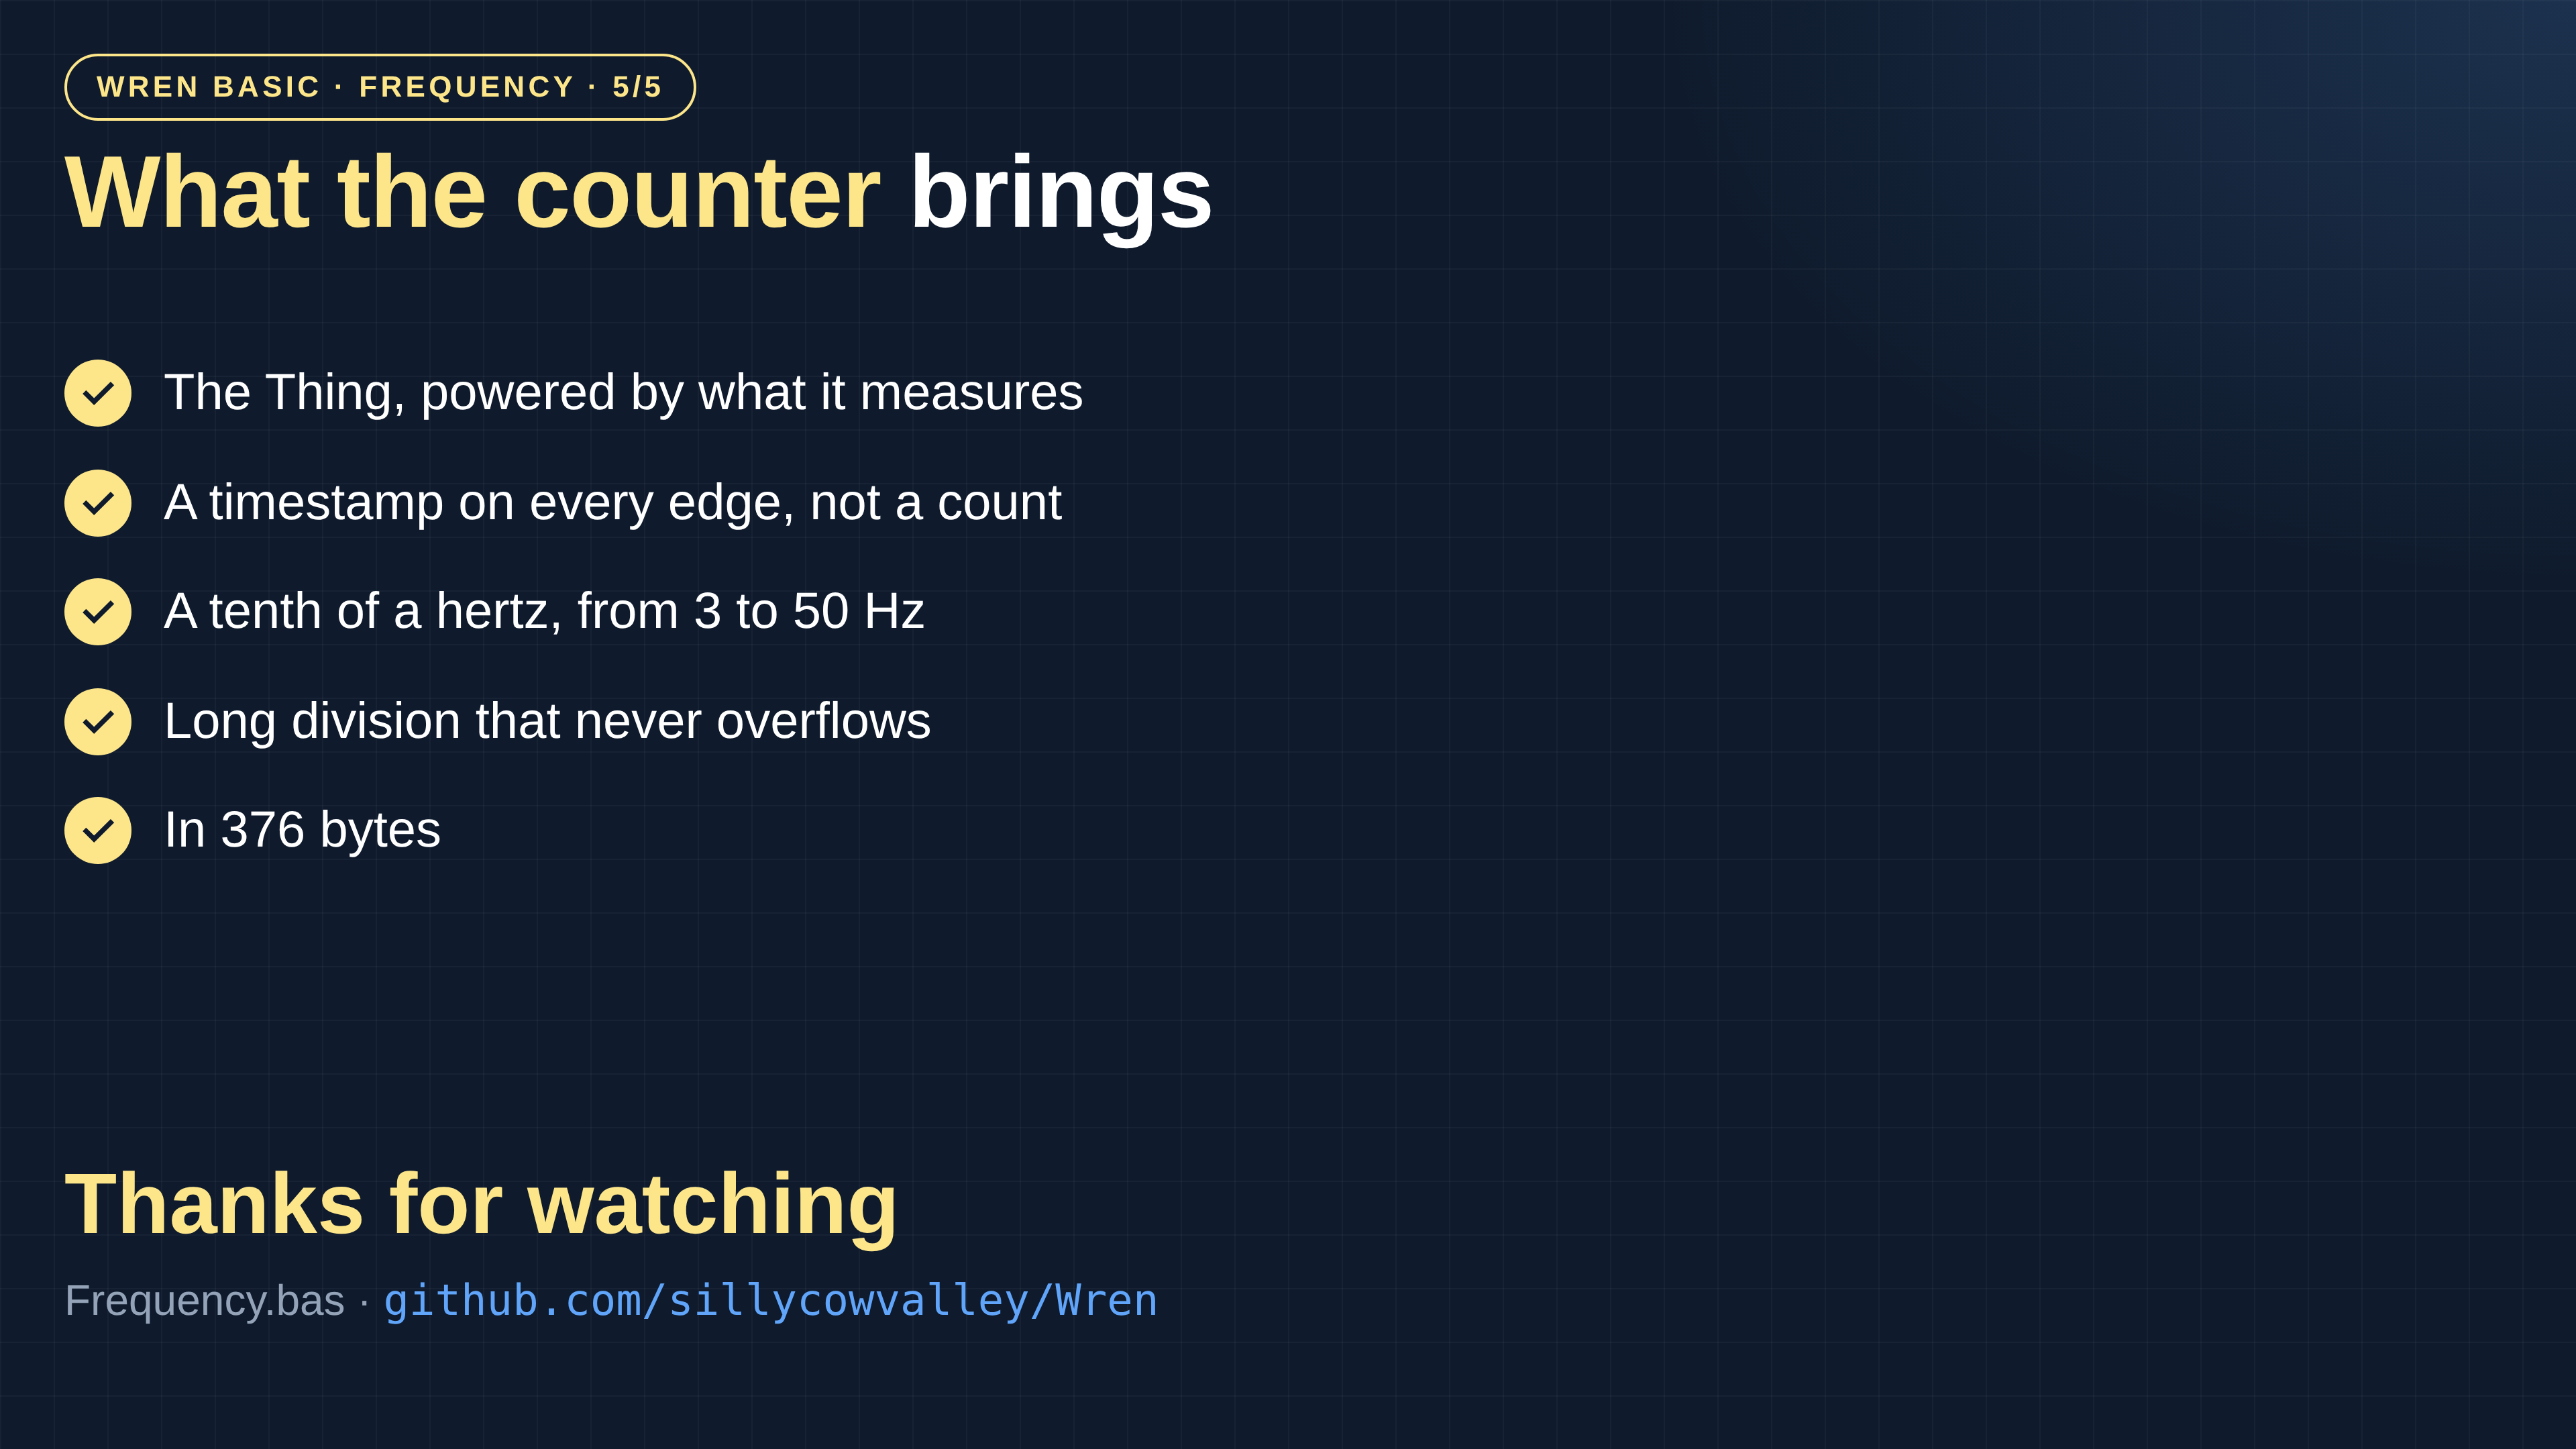 WREN BASIC · FREQUENCY · 5/5
What the counter brings
The Thing, powered by what it measures
A timestamp on every edge, not a count
A tenth of a hertz, from 3 to 50 Hz
Long division that never overflows
In 376 bytes
Thanks for watching
Frequency.bas · github.com/sillycowvalley/Wren